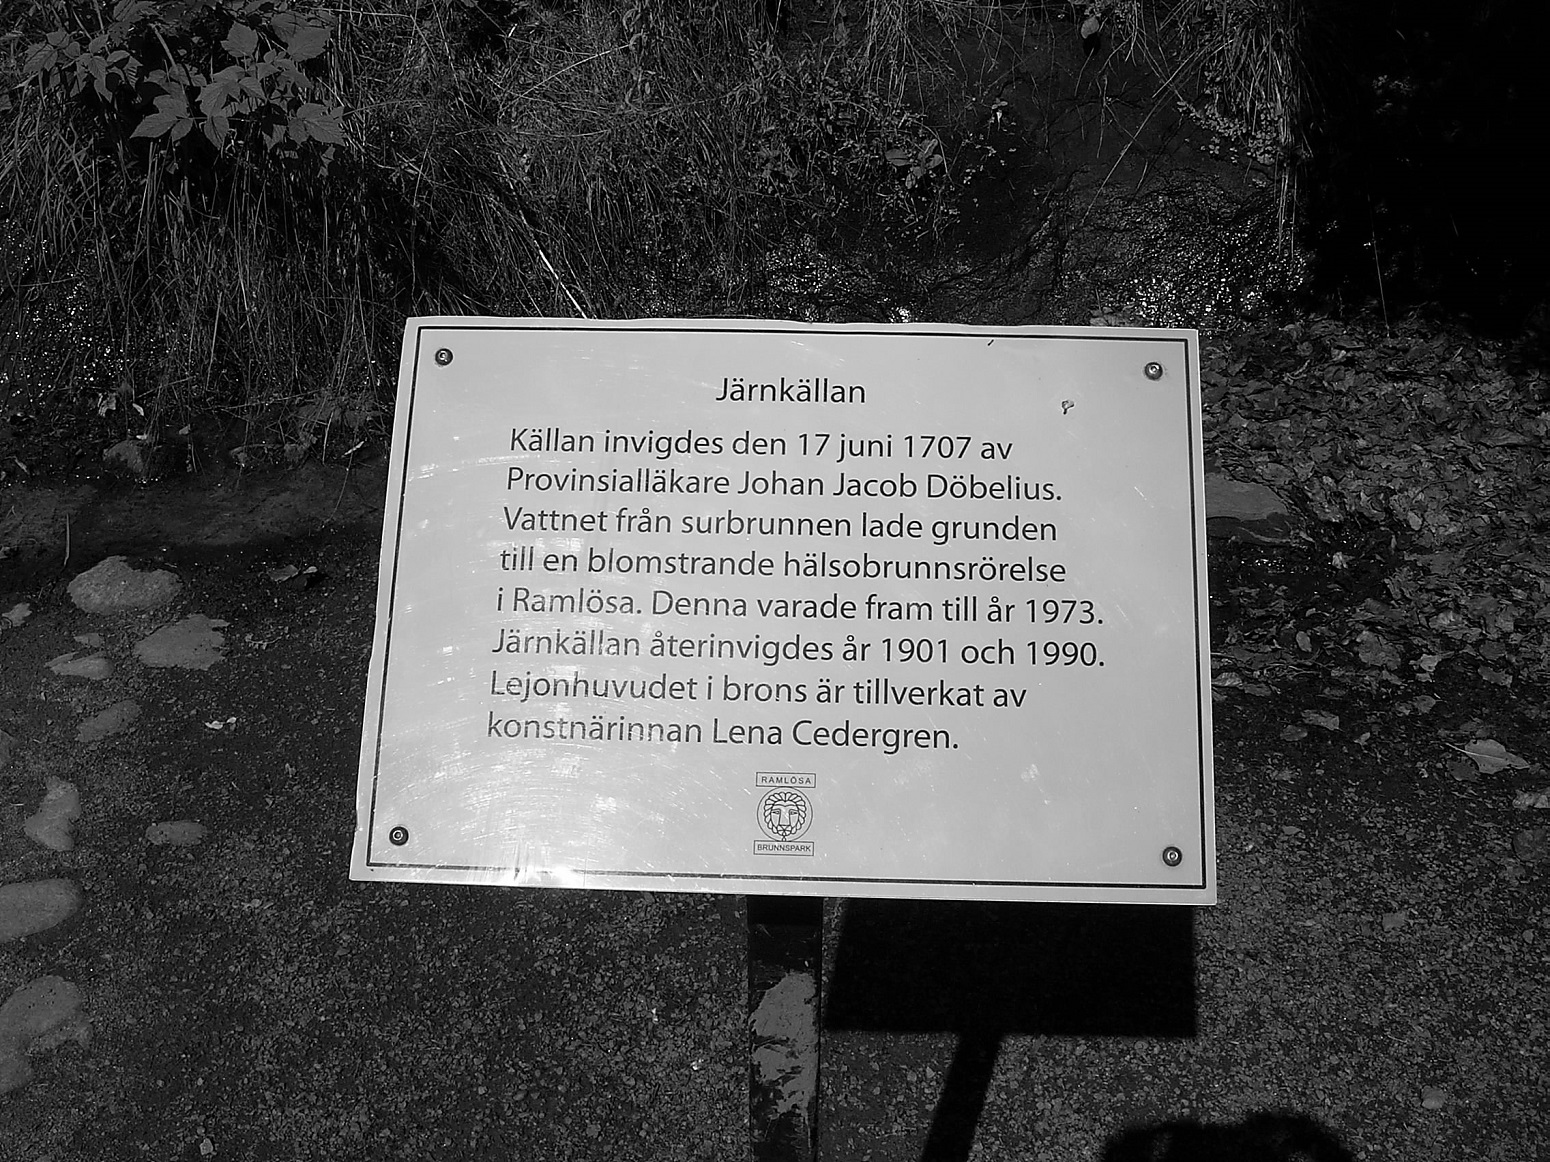 Järnkällan
Källan invigdes den 17 juni 1707 av
Provinsialläkare Johan Jacob Döbelius.
Vattnet från surbrunnen lade grunden
till en blomstrande hälsobrunnsrörelse
i Ramlösa. Denna varade fram till år 1973.
Järnkällan återinvigdes år 1901 och 1990.
Lejonhuvudet i brons är tillverkat av
konstnärinnan Lena Cedergren.
RAMLÖSA
BRUNNSPARK